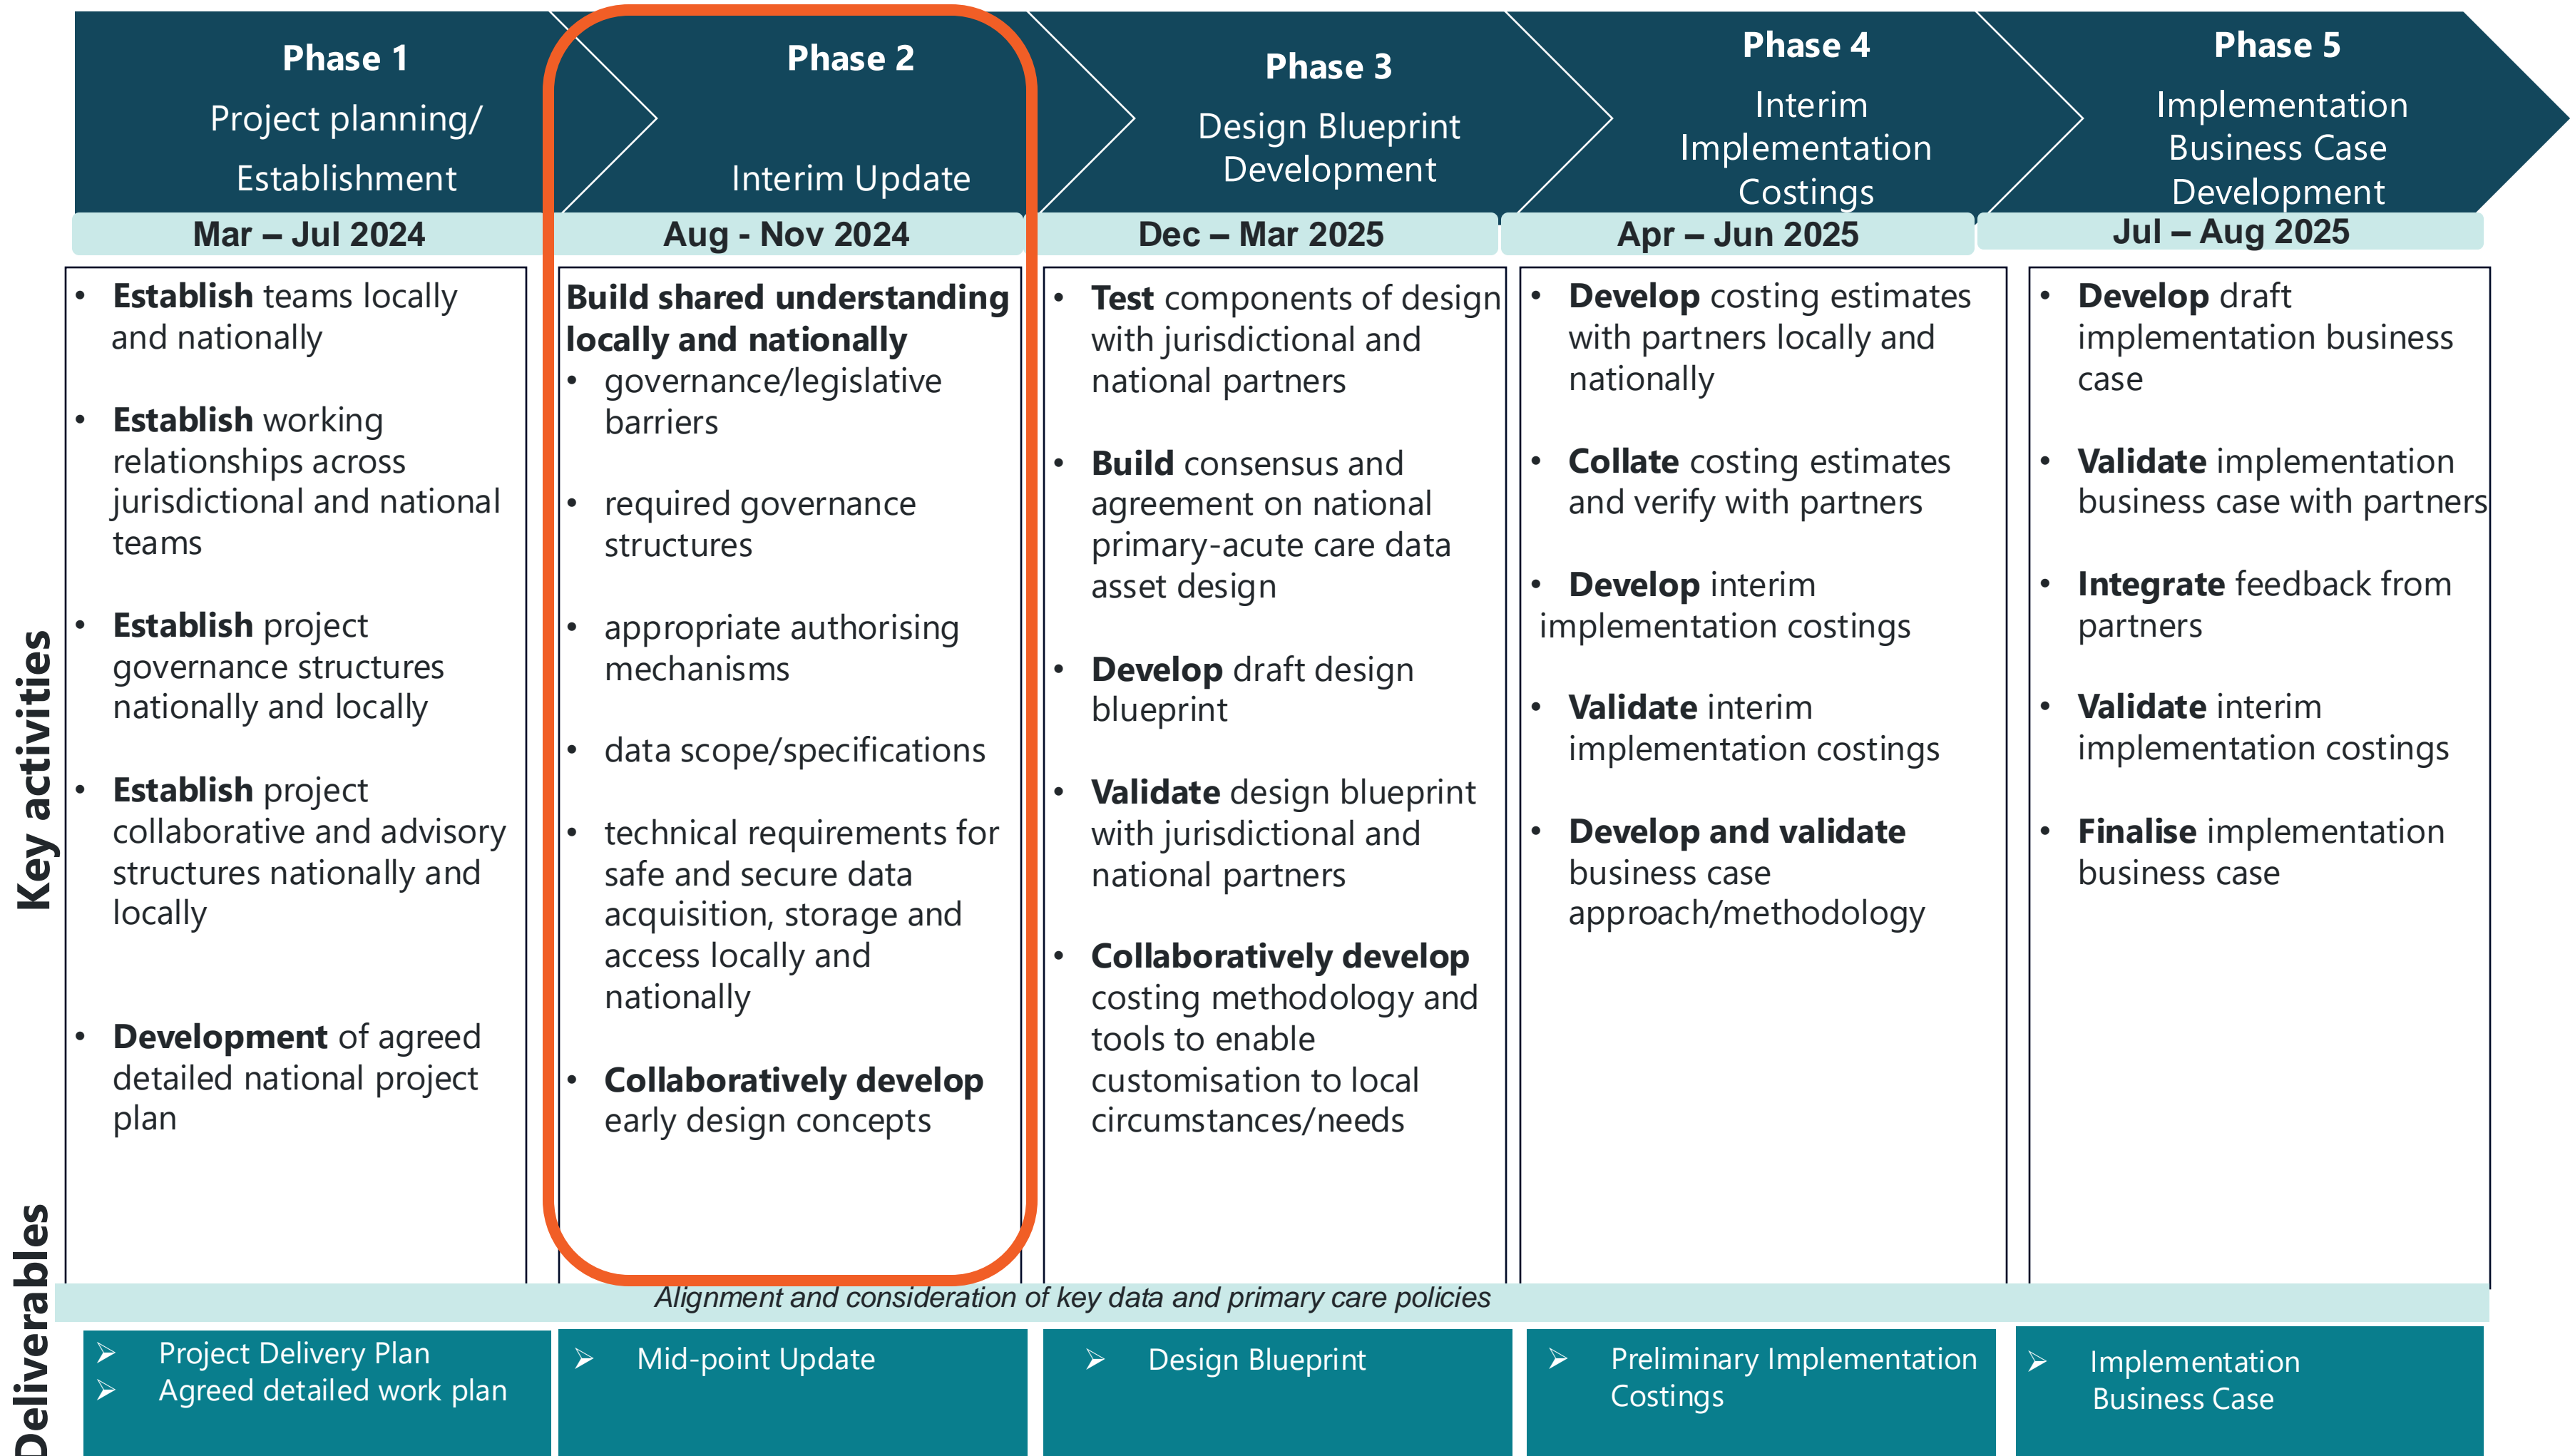 Phase 1
Project planning/
Establishment
Phase 2
Interim Update
Phase 3
Design Blueprint
Development
Phase 4
Interim
Implementation
Costings
Phase 5
Implementation
Business Case
Development
Mar – Jul 2024
Aug - Nov 2024
Dec – Mar 2025
Apr – Jun 2025
Jul – Aug 2025
Key activities
• Establish teams locally
and nationally
• Establish working
relationships across
jurisdictional and national
teams
• Establish project
governance structures
nationally and locally
• Establish project
collaborative and advisory
structures nationally and
locally
• Development of agreed
detailed national project
plan
Build shared understanding
locally and nationally
• governance/legislative
barriers
• required governance
structures
• appropriate authorising
mechanisms
• data scope/specifications
• technical requirements for
safe and secure data
acquisition, storage and
access locally and
nationally
• Collaboratively develop
early design concepts
• Test components of design
with jurisdictional and
national partners
• Build consensus and
agreement on national
primary-acute care data
asset design
• Develop draft design
blueprint
• Validate design blueprint
with jurisdictional and
national partners
• Collaboratively develop
costing methodology and
tools to enable
customisation to local
circumstances/needs
• Develop costing estimates
with partners locally and
nationally
• Collate costing estimates
and verify with partners
• Develop interim
implementation costings
• Validate interim
implementation costings
• Develop and validate
business case
approach/methodology
• Develop draft
implementation business
case
• Validate implementation
business case with partners
• Integrate feedback from
partners
• Validate interim
implementation costings
• Finalise implementation
business case
Alignment and consideration of key data and primary care policies
Deliverables
➢ Project Delivery Plan
➢ Agreed detailed work plan
➢ Mid-point Update
➢ Design Blueprint
➢ Preliminary Implementation
Costings
➢ Implementation
Business Case